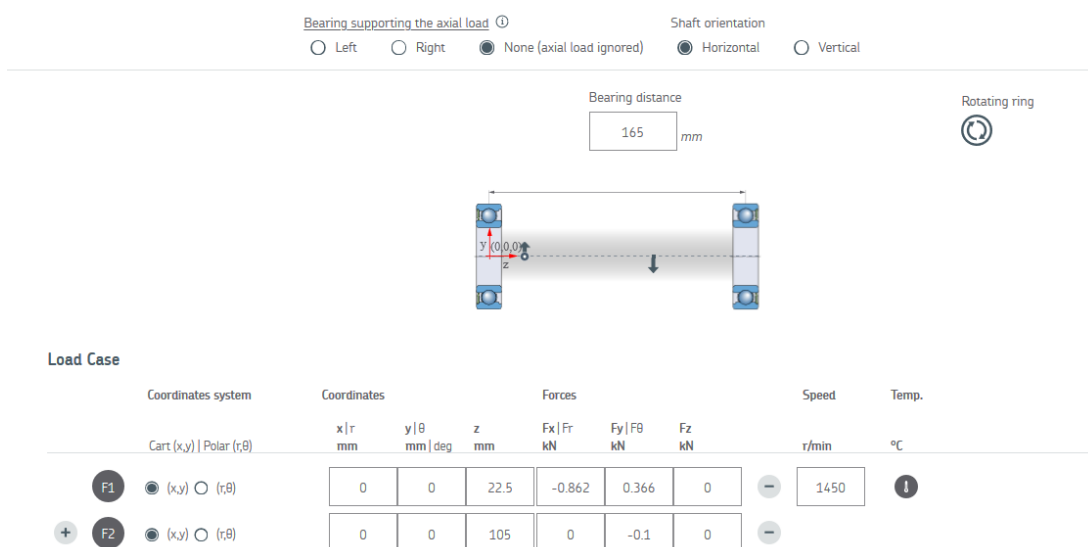 Bearing supporting the axial load Shaft orientation
Left Right None (axial load ignored) Horizontal Vertical
Bearing distance Rotating ring
165 mm
y (0,0,0)
z
Load Case
Coordinates system Coordinates Forces Speed Temp.
x|r y|θ z Fx|Fr Fy|Fθ Fz
Cart (x,y) | Polar (r,θ) mm mm|deg mm kN kN kN r/min °C
F1 (x,y) (r,θ) 0 0 22.5 -0.862 0.366 0 - 1450
+ F2 (x,y) (r,θ) 0 0 105 0 -0.1 0 -